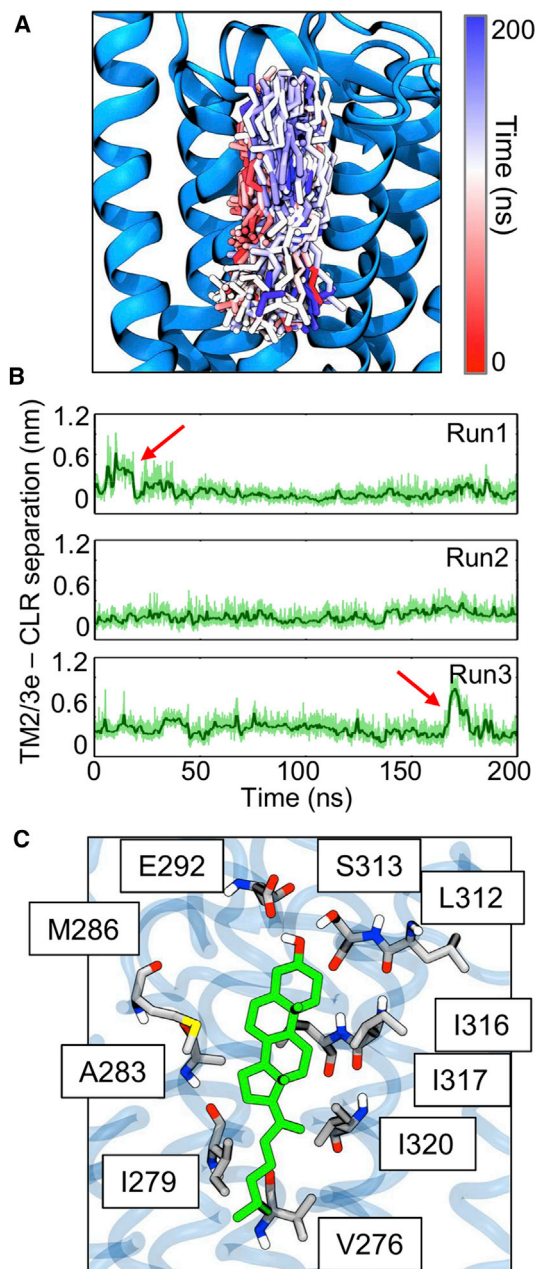 A
200
Time (ns)
0
B
TM2/3e – CLR separation (nm)
1.2
0.6
0
Run1
1.2
0.6
0
Run2
1.2
0.6
0
Run3
0 50 100 150 200
Time (ns)
C
E292
S313
L312
M286
I316
A283
I317
I320
I279
V276